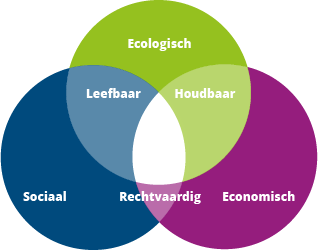 Ecologisch
Leefbaar
Houdbaar
Sociaal
Rechtvaardig
Economisch